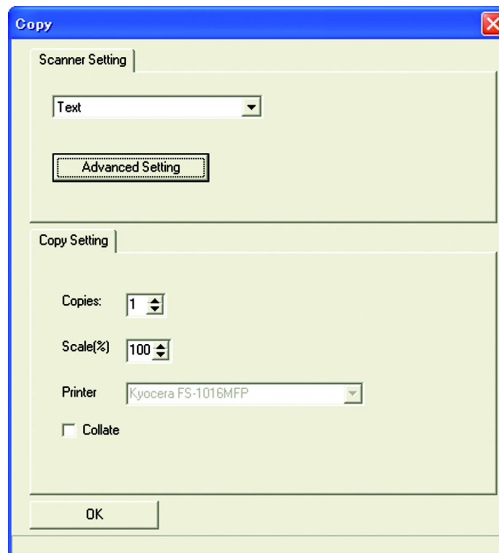 Copy
Scanner Setting
Text
Advanced Setting
Copy Setting
Copies: 1
Scale(%) 100
Printer Kyocera FS-1016MFP
Collate
OK